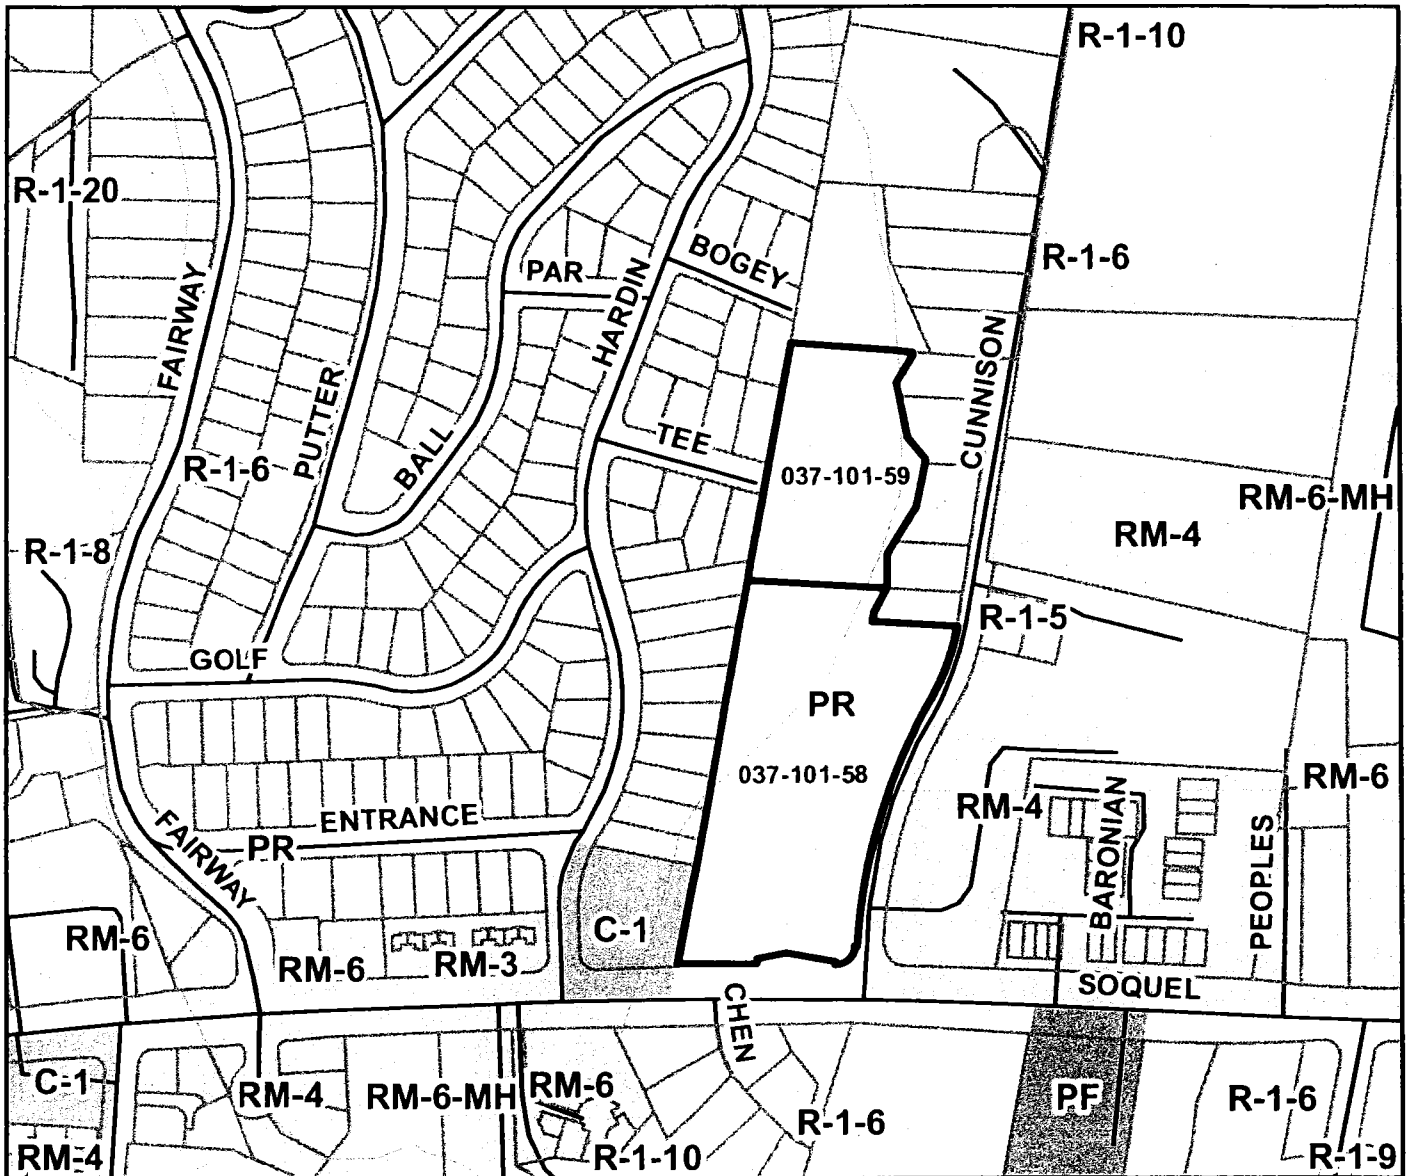 R-1-10
R-1-20
BOGEY
R-1-6
PAR
FAIRWAY
HARDIN
CUNNISON
PUTTER
TEE
BALL
R-1-6
037-101-59
RM-6-MH
RM-4
R-1-8
R-1-5
GOLF
PR
037-101-58
RM-6
ENTRANCE
RM-4
BARONIAN
FAIRWAY
PR
PEOPLES
C-1
RM-6
RM-6
RM-3
SOQUEL
CHEN
C-1
RM-4
RM-6-MH
RM-6
PF
R-1-6
R-1-6
RM-4
R-1-10
R-1-9